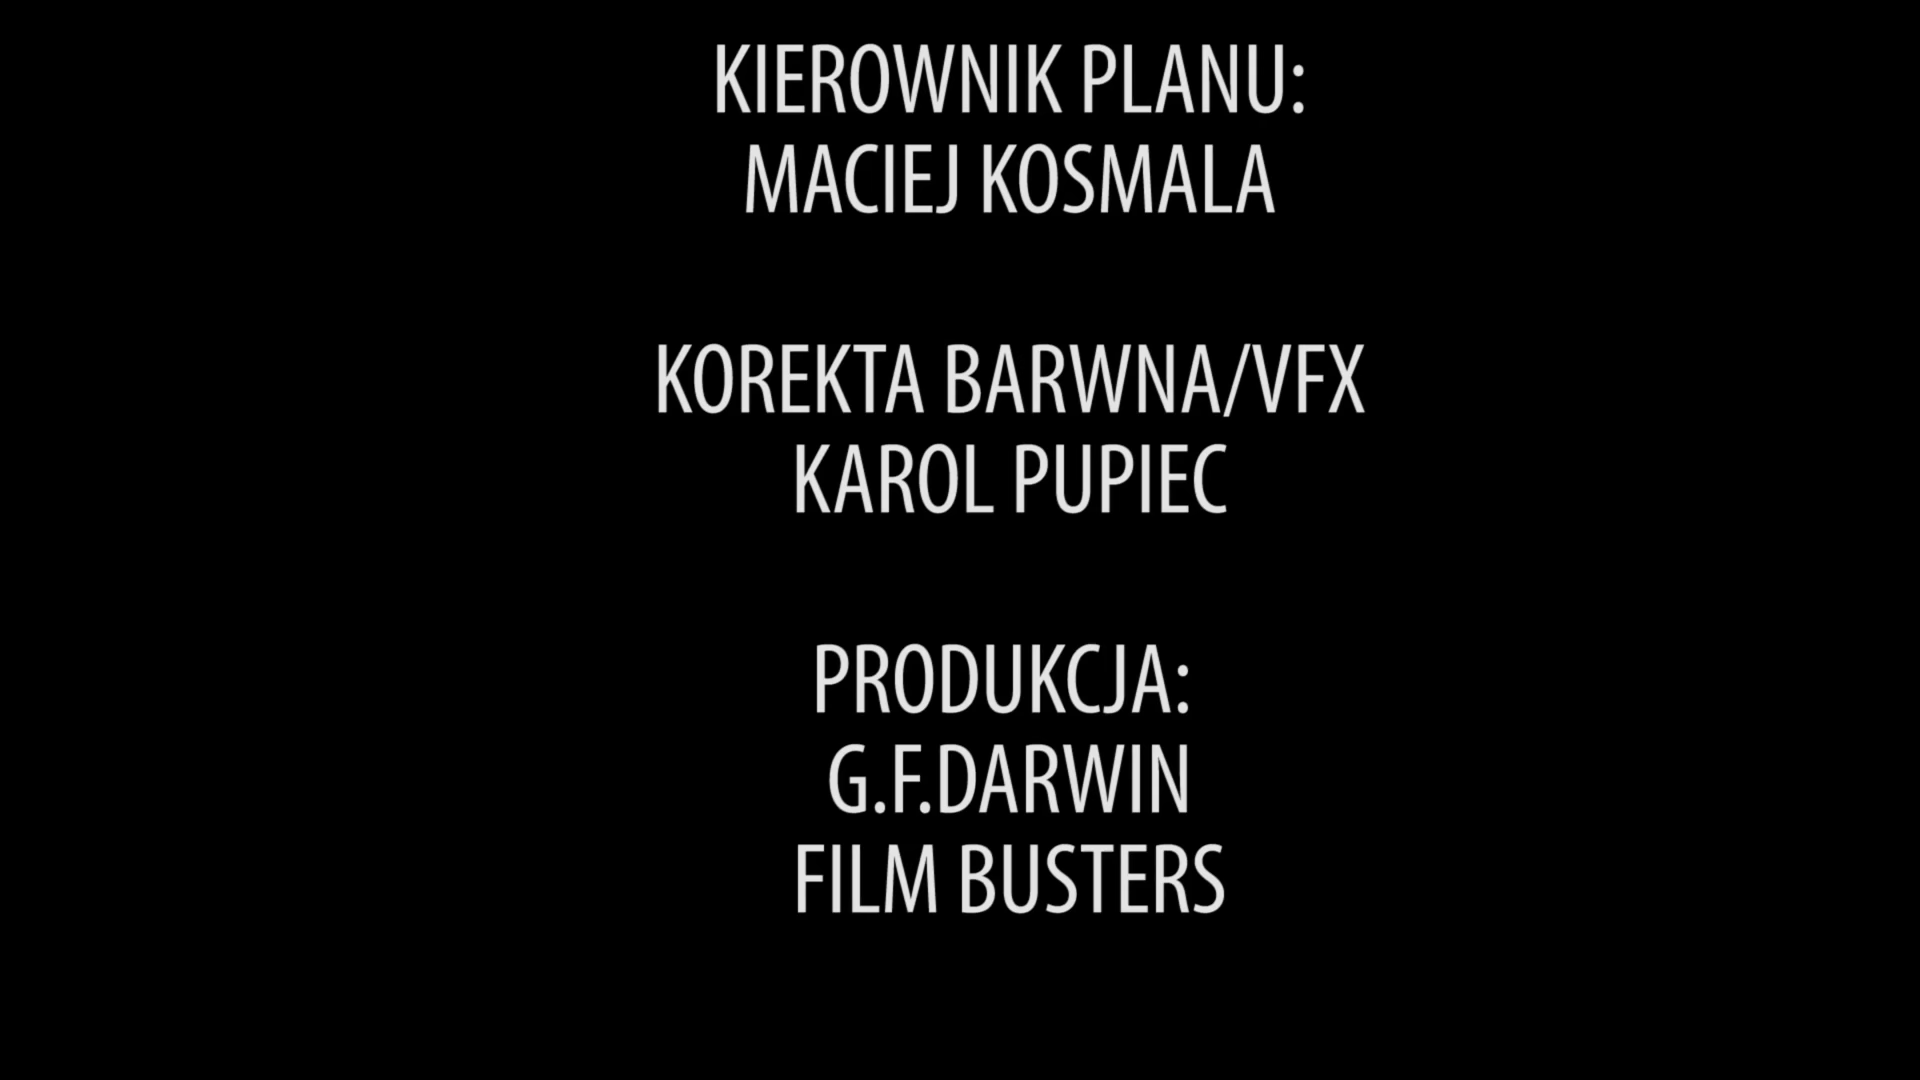 KIEROWNIK PLANU:
MACIEJ KOSMALA
KOREKTA BARWNA/VFX
KAROL PUPIEC
PRODUKCJA:
G.F.DARWIN
FILM BUSTERS